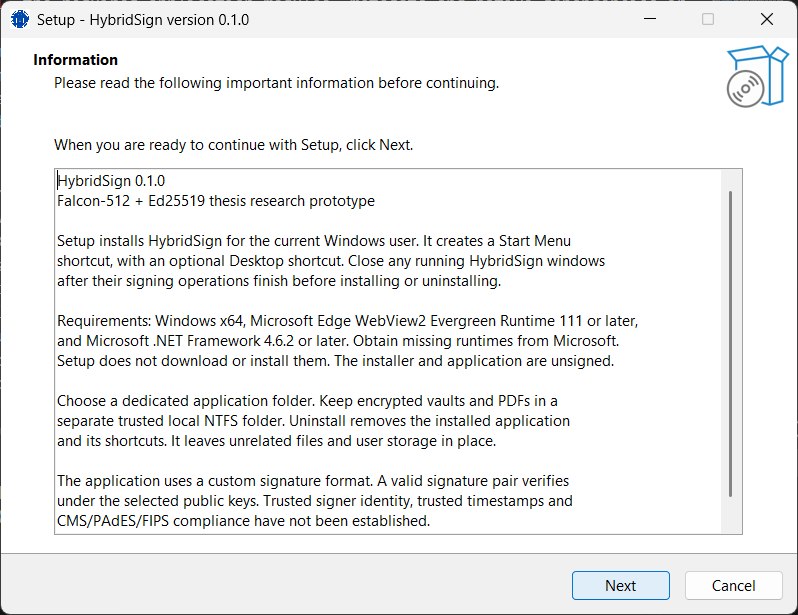 Setup - HybridSign version 0.1.0
Information
Please read the following important information before continuing.
When you are ready to continue with Setup, click Next.
HybridSign 0.1.0
Falcon-512 + Ed25519 thesis research prototype
Setup installs HybridSign for the current Windows user. It creates a Start Menu
shortcut, with an optional Desktop shortcut. Close any running HybridSign windows
after their signing operations finish before installing or uninstalling.
Requirements: Windows x64, Microsoft Edge WebView2 Evergreen Runtime 111 or later,
and Microsoft .NET Framework 4.6.2 or later. Obtain missing runtimes from Microsoft.
Setup does not download or install them. The installer and application are unsigned.
Choose a dedicated application folder. Keep encrypted vaults and PDFs in a
separate trusted local NTFS folder. Uninstall removes the installed application
and its shortcuts. It leaves unrelated files and user storage in place.
The application uses a custom signature format. A valid signature pair verifies
under the selected public keys. Trusted signer identity, trusted timestamps and
CMS/PAdES/FIPS compliance have not been established.
Next
Cancel